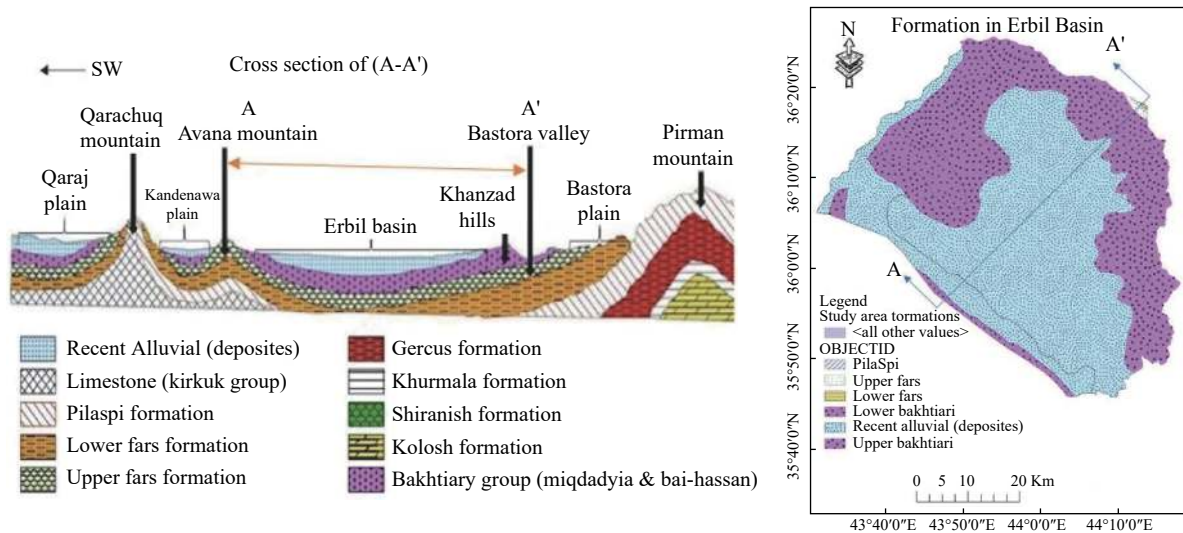 SW
Cross section of (A-A')
Qarachuq
mountain
A
Avana mountain
A'
Bastora valley
Pirman
mountain
Qaraj
plain
Kandenawa
plain
Erbil basin
Khanzad
hills
Bastora
plain
Recent Alluvial (deposites)
Limestone (kirkuk group)
Pilaspi formation
Lower fars formation
Upper fars formation
Gercus formation
Khurmala formation
Shiranish formation
Kolosh formation
Bakhtiary group (miqdadyia & bai-hassan)
Formation in Erbil Basin
N
A'
A
36°20′0″N
36°10′0″N
36°0′0″N
35°50′0″N
35°40′0″N
Legend
Study area tormations
<all other values>
OBJECTID
PilaSpi
Upper fars
Lower fars
Lower bakhtiari
Recent alluvial (deposites)
Upper bakhtiari
0 5 10 20 Km
43°40′0″E 43°50′0″E 44°0′0″E 44°10′0″E